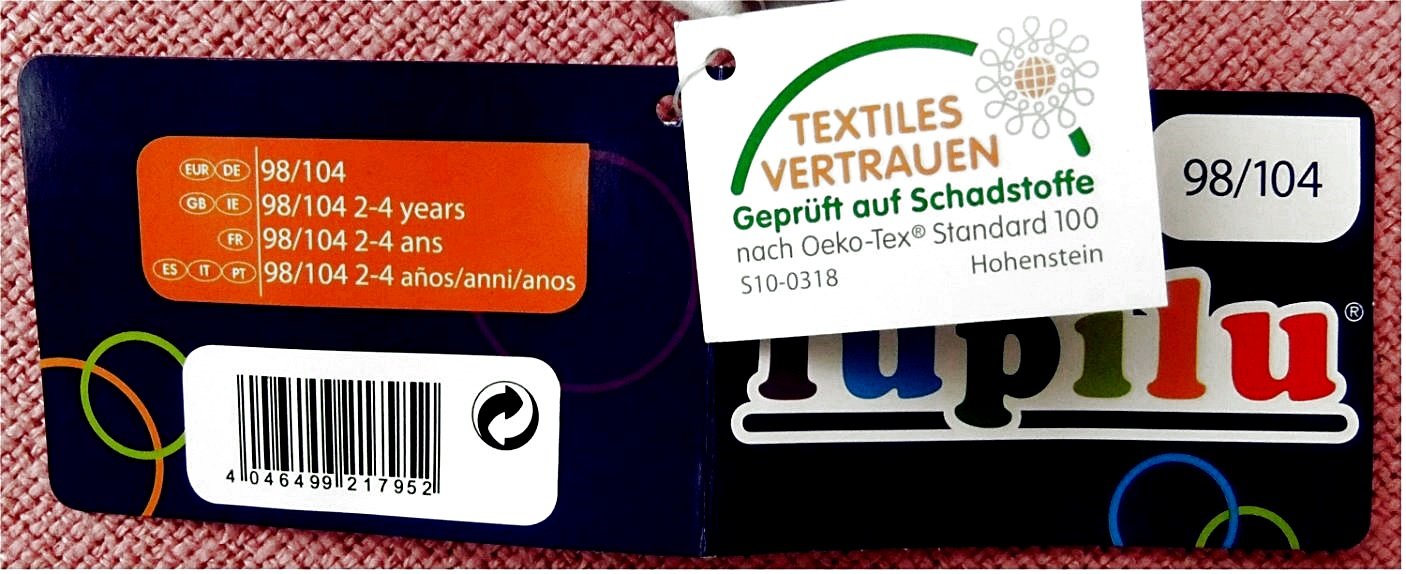 EUR DE 98/104
GB IE 98/104 2-4 years
FR 98/104 2-4 ans
ES IT PT 98/104 2-4 años/anni/anos
4 046499 217952
TEXTILES
VERTRAUEN
Geprüft auf Schadstoffe
nach Oeko-Tex® Standard 100
S10-0318 Hohenstein
98/104
lupilu®